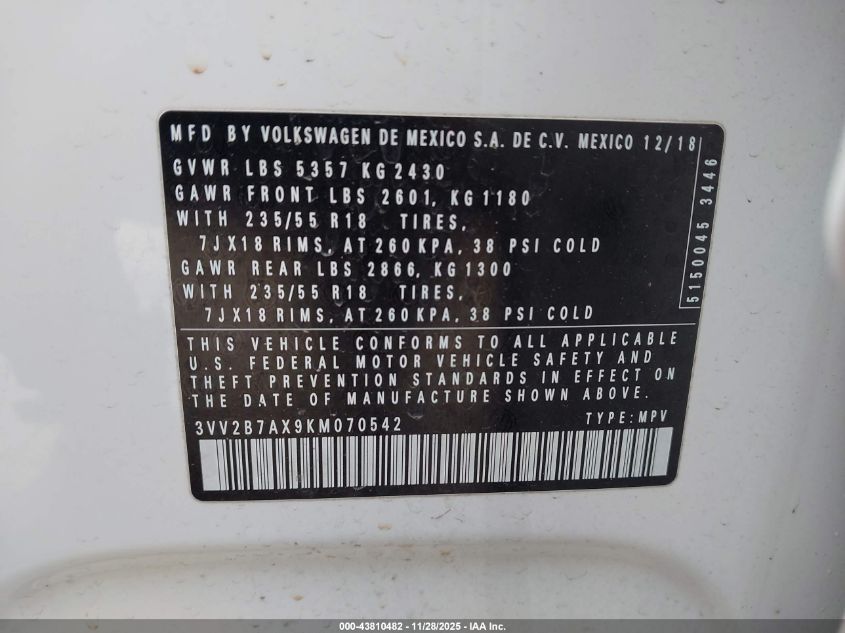 MFD BY VOLKSWAGEN DE MEXICO S.A. DE C.V. MEXICO 12/18
GVWR LBS 5357 KG 2430
GAWR FRONT LBS 2601, KG 1180
WITH 235/55 R18 TIRES,
7JX18 RIMS, AT 260 KPA, 38 PSI COLD
GAWR REAR LBS 2866, KG 1300
WITH 235/55 R18 TIRES,
7JX18 RIMS, AT 260 KPA, 38 PSI COLD
5150045 3446
THIS VEHICLE CONFORMS TO ALL APPLICABLE
U.S. FEDERAL MOTOR VEHICLE SAFETY AND
THEFT PREVENTION STANDARDS IN EFFECT ON
THE DATE OF MANUFACTURE SHOWN ABOVE.
3VV2B7AX9KM070542 TYPE: MPV
000-43810482 - 11/28/2025 - IAA Inc.